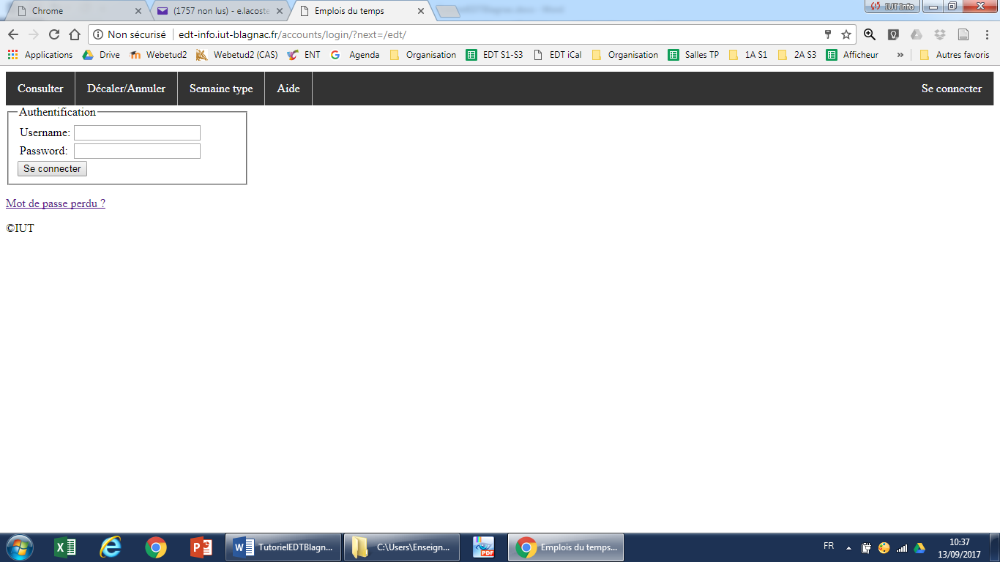 Chrome
(1757 non lus) - e.lacoste
Emplois du temps
IUT Info
Non sécurisé
edt-info.iut-blagnac.fr/accounts/login/?next=/edt/
Applications Drive Webetud2 Webetud2 (CAS) ENT Agenda Organisation EDT S1-S3 EDT iCal Organisation Salles TP 1A S1 2A S3 Afficheur » Autres favoris
Consulter Décaler/Annuler Semaine type Aide Se connecter
Authentification
Username:
Password:
Se connecter
Mot de passe perdu ?
©IUT
TutorielEDTBlagn... C:\Users\Enseign... PDF Emplois du temps... FR 10:37
13/09/2017